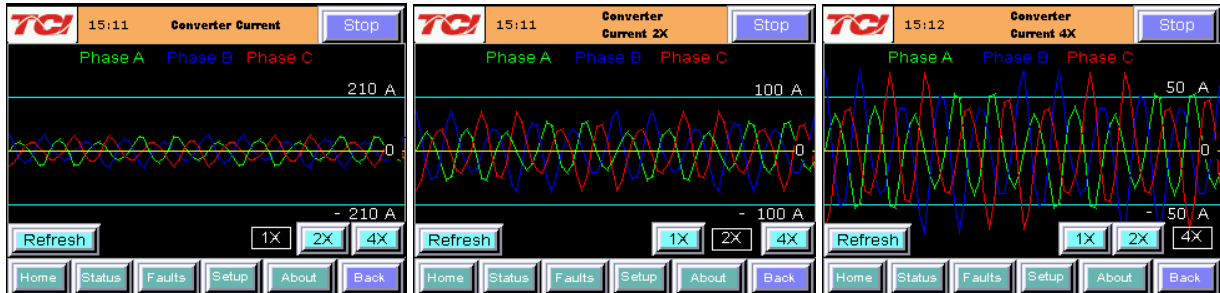 TCI 15:11 Converter Current Stop
Phase A Phase B Phase C
210 A
0
- 210 A
Refresh 1X 2X 4X
Home Status Faults Setup About Back
TCI 15:11 Converter
Current 2X Stop
Phase A Phase B Phase C
100 A
0
- 100 A
Refresh 1X 2X 4X
Home Status Faults Setup About Back
TCI 15:12 Converter
Current 4X Stop
Phase A Phase B Phase C
50 A
0
- 50 A
Refresh 1X 2X 4X
Home Status Faults Setup About Back